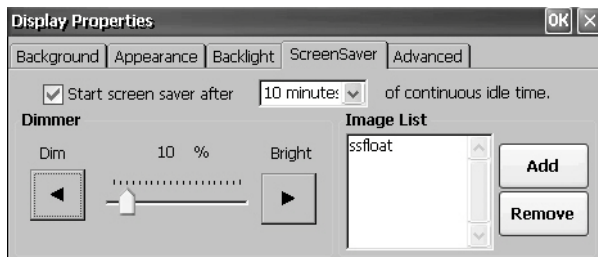 Display Properties OK
Background Appearance Backlight ScreenSaver Advanced
Start screen saver after 10 minutes of continuous idle time.
Dimmer Image List
Dim 10 % Bright ssfloat
Add
Remove